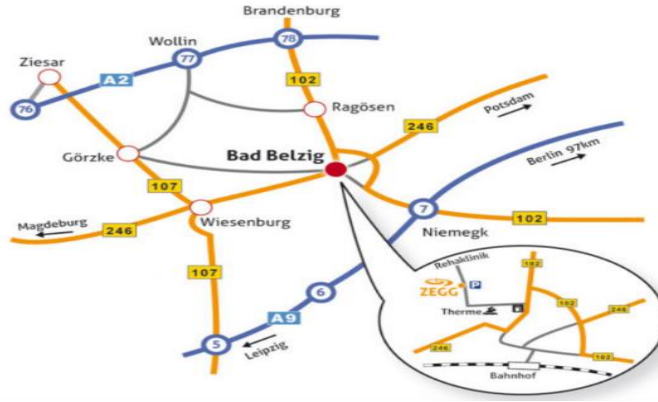 Brandenburg
78
Wollin
77
Ziesar
A2
102
76
Ragösen
Potsdam
246
Görzke
Bad Belzig
Berlin 97km
107
Magdeburg
246
Wiesenburg
7
102
Niemegk
107
6
A9
5
Leipzig
Rehaklinik
102
ZEGG
P
Therme
102
246
246
102
Bahnhof